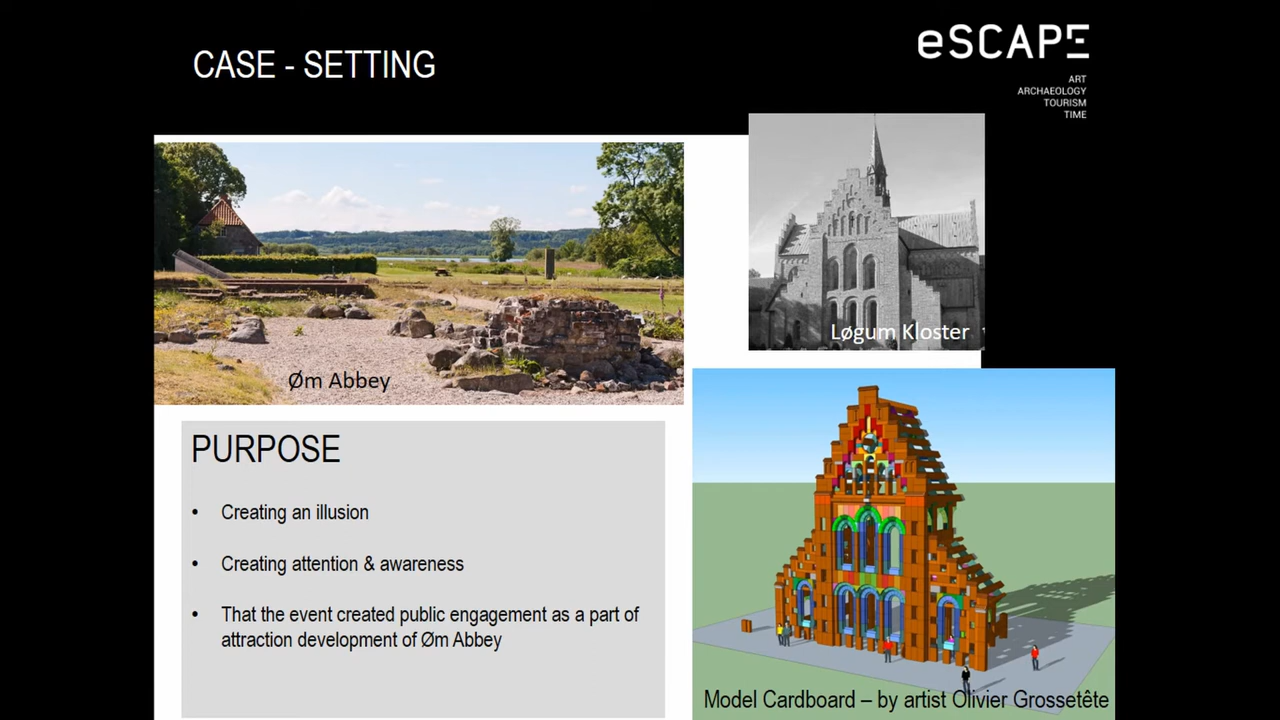 CASE - SETTING
eSCAPE
ART
ARCHAEOLOGY
TOURISM
TIME
Øm Abbey
Løgum Kloster
PURPOSE
• Creating an illusion
• Creating attention & awareness
• That the event created public engagement as a part of
attraction development of Øm Abbey
Model Cardboard – by artist Olivier Grossetête